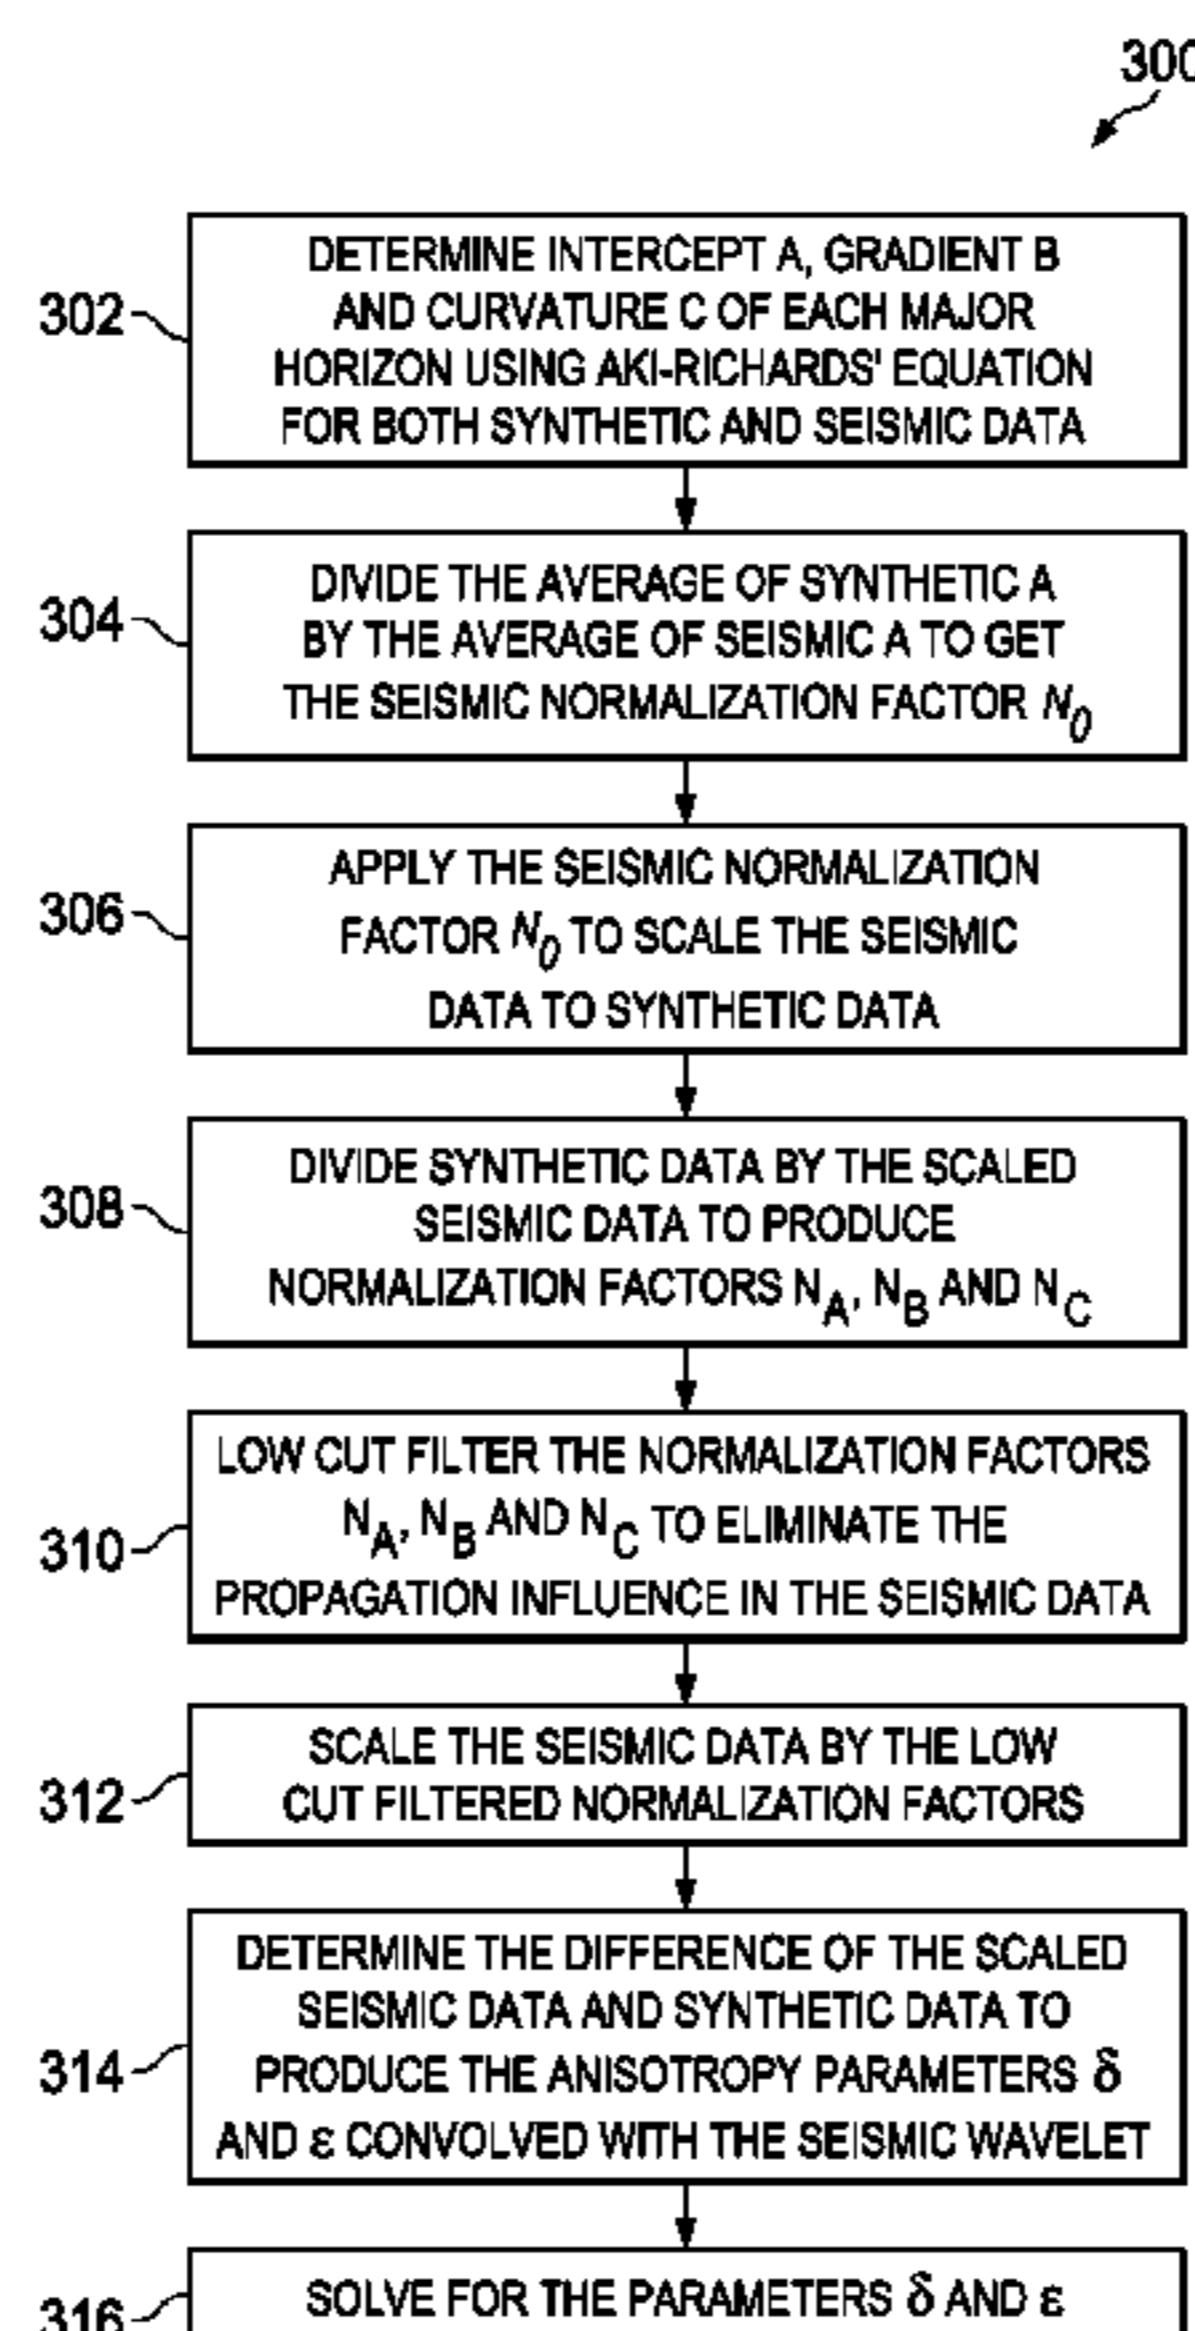 300
302
DETERMINE INTERCEPT A, GRADIENT B
AND CURVATURE C OF EACH MAJOR
HORIZON USING AKI-RICHARDS' EQUATION
FOR BOTH SYNTHETIC AND SEISMIC DATA
304
DIVIDE THE AVERAGE OF SYNTHETIC A
BY THE AVERAGE OF SEISMIC A TO GET
THE SEISMIC NORMALIZATION FACTOR N₀
306
APPLY THE SEISMIC NORMALIZATION
FACTOR N₀ TO SCALE THE SEISMIC
DATA TO SYNTHETIC DATA
308
DIVIDE SYNTHETIC DATA BY THE SCALED
SEISMIC DATA TO PRODUCE
NORMALIZATION FACTORS N_A, N_B AND N_C
310
LOW CUT FILTER THE NORMALIZATION FACTORS
N_A, N_B AND N_C TO ELIMINATE THE
PROPAGATION INFLUENCE IN THE SEISMIC DATA
312
SCALE THE SEISMIC DATA BY THE LOW
CUT FILTERED NORMALIZATION FACTORS
314
DETERMINE THE DIFFERENCE OF THE SCALED
SEISMIC DATA AND SYNTHETIC DATA TO
PRODUCE THE ANISOTROPY PARAMETERS δ
AND ε CONVOLVED WITH THE SEISMIC WAVELET
316
SOLVE FOR THE PARAMETERS δ AND ε